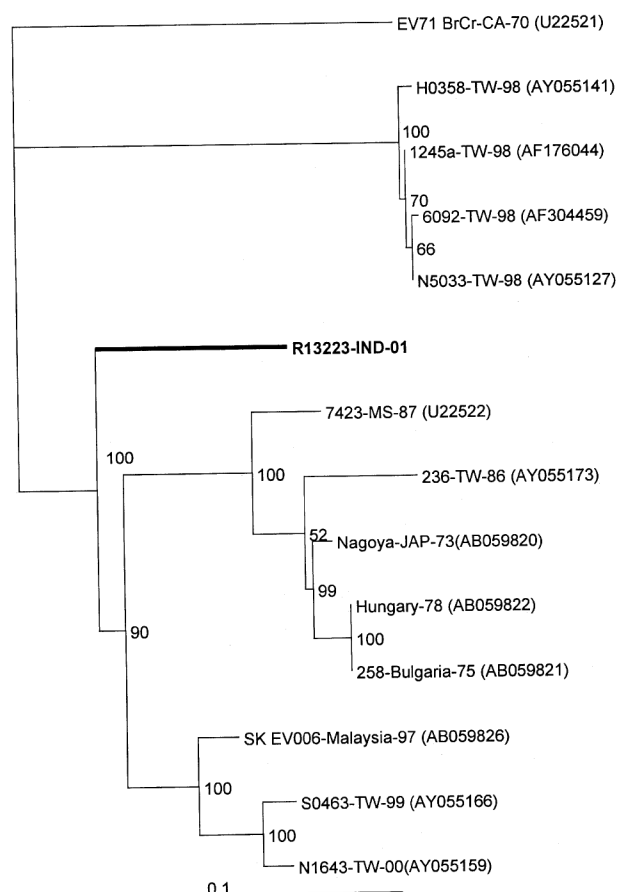 EV71 BrCr-CA-70 (U22521)
H0358-TW-98 (AY055141)
100
1245a-TW-98 (AF176044)
70
6092-TW-98 (AF304459)
66
N5033-TW-98 (AY055127)
R13223-IND-01
7423-MS-87 (U22522)
100
100
236-TW-86 (AY055173)
52
Nagoya-JAP-73(AB059820)
99
Hungary-78 (AB059822)
90
100
258-Bulgaria-75 (AB059821)
SK EV006-Malaysia-97 (AB059826)
100
S0463-TW-99 (AY055166)
100
N1643-TW-00(AY055159)
0.1